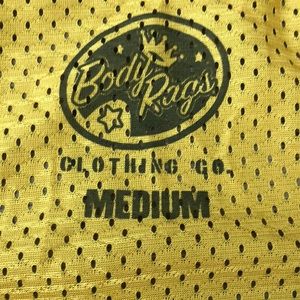 N.Y.C.
Body
Rags
CLOTHING CO.
MEDIUM